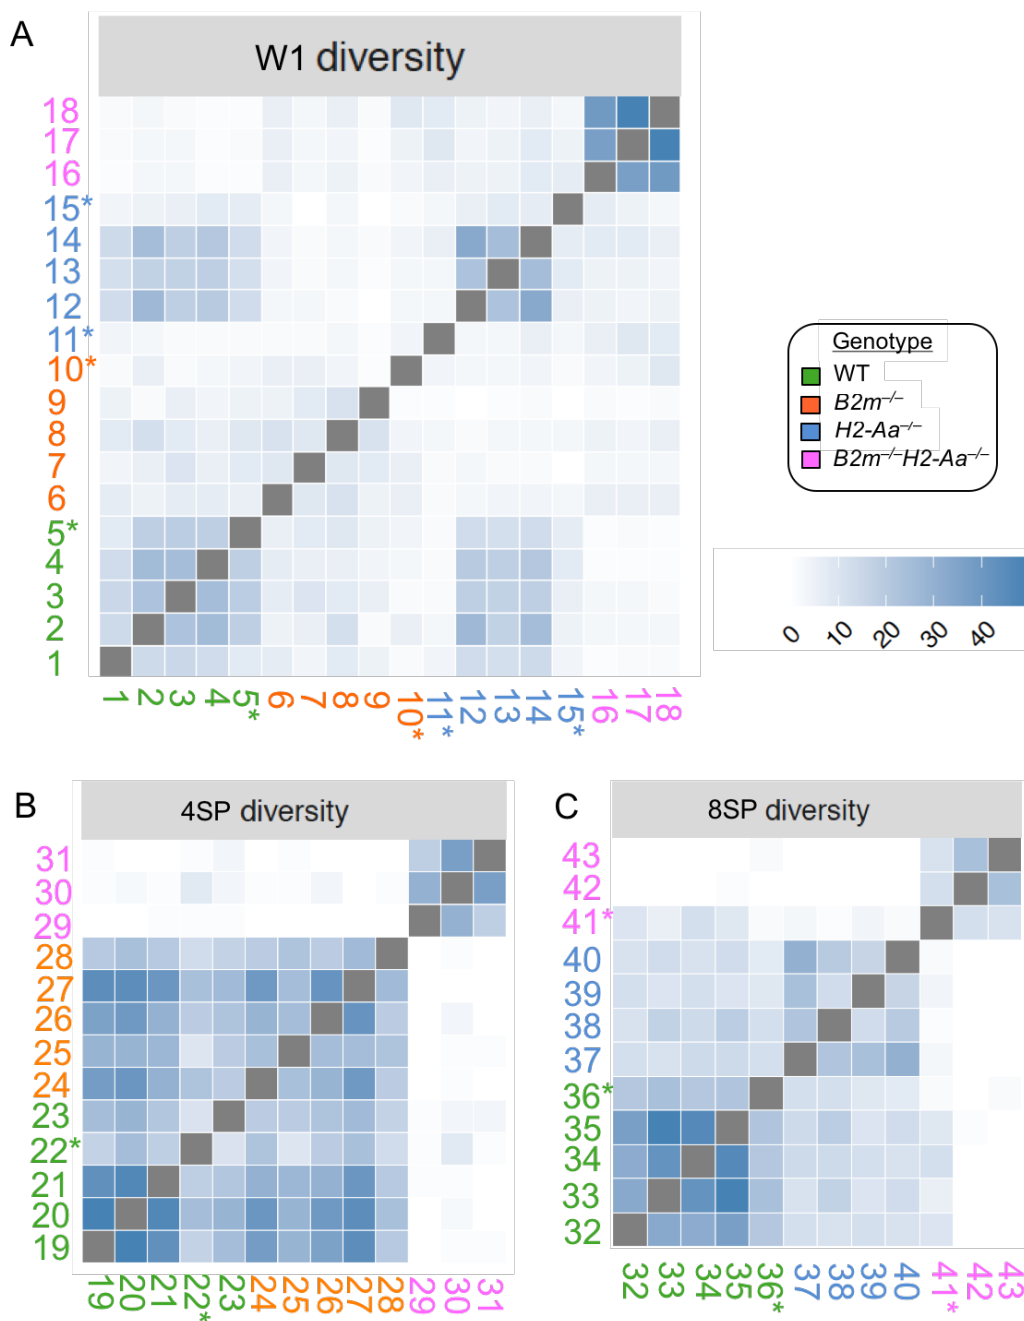 A
W1 diversity
18
17
16
15*
14
13
12
11*
10*
9
8
7
6
5*
4
3
2
1
1 2 3 4 5* 6 7 8 9 10* 11* 12 13 14 15* 16 17 18
Genotype
WT
B2m–/–
H2-Aa–/–
B2m–/–H2-Aa–/–
0 10 20 30 40
B
4SP diversity
31
30
29
28
27
26
25
24
23
22*
21
20
19
19 20 21 22* 23 24 25 26 27 28 29 30 31
C
8SP diversity
43
42
41*
40
39
38
37
36*
35
34
33
32
32 33 34 35 36* 37 38 39 40 41* 42 43